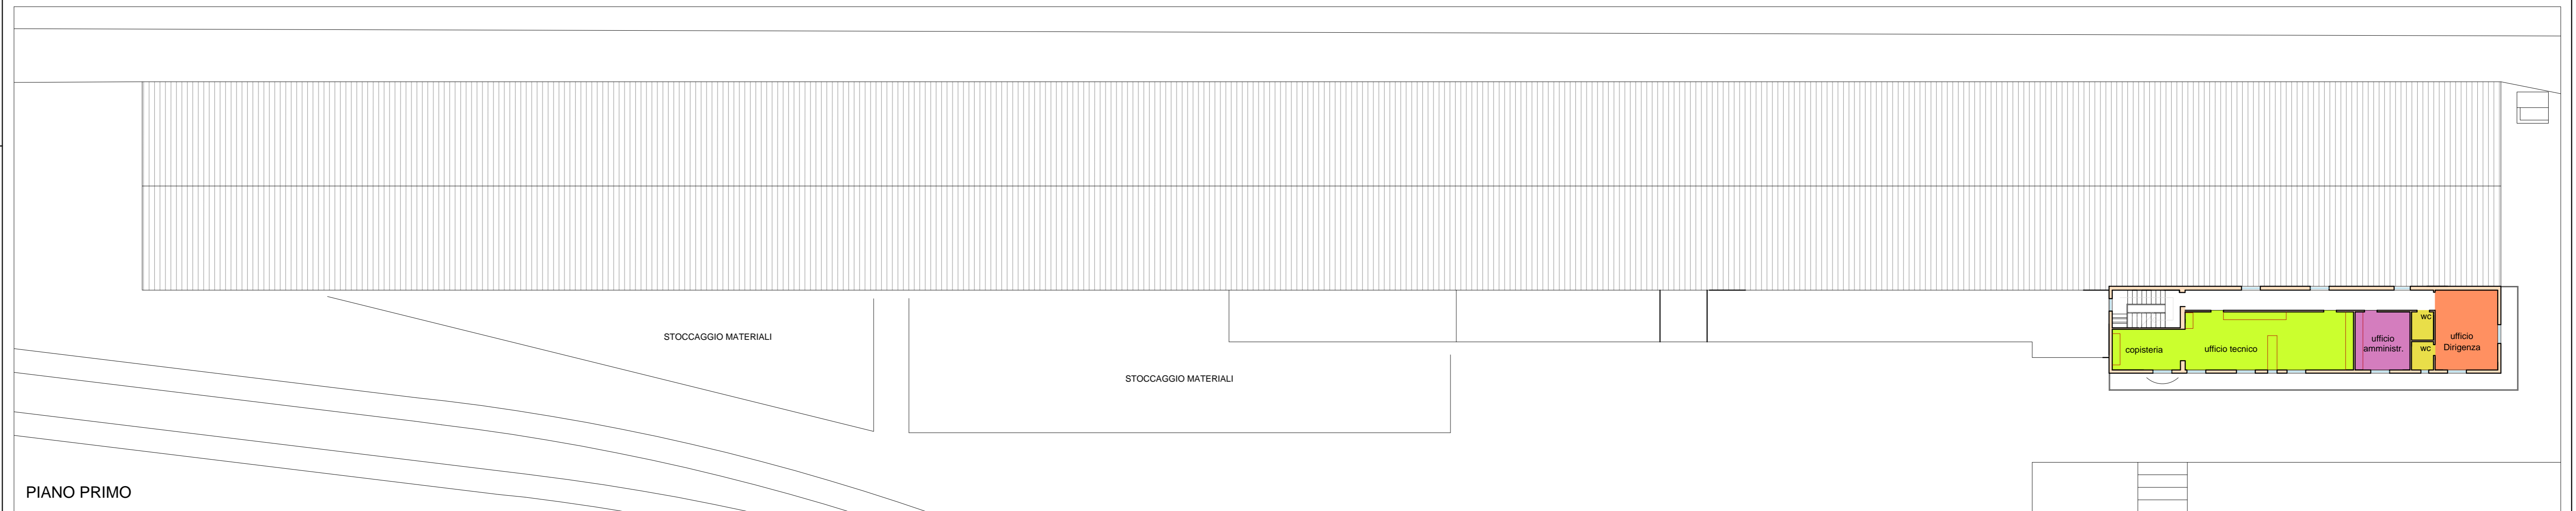 STOCCAGGIO MATERIALI
STOCCAGGIO MATERIALI
copisteria
ufficio tecnico
ufficio
amministr.
WC
WC
ufficio
Dirigenza
PIANO PRIMO